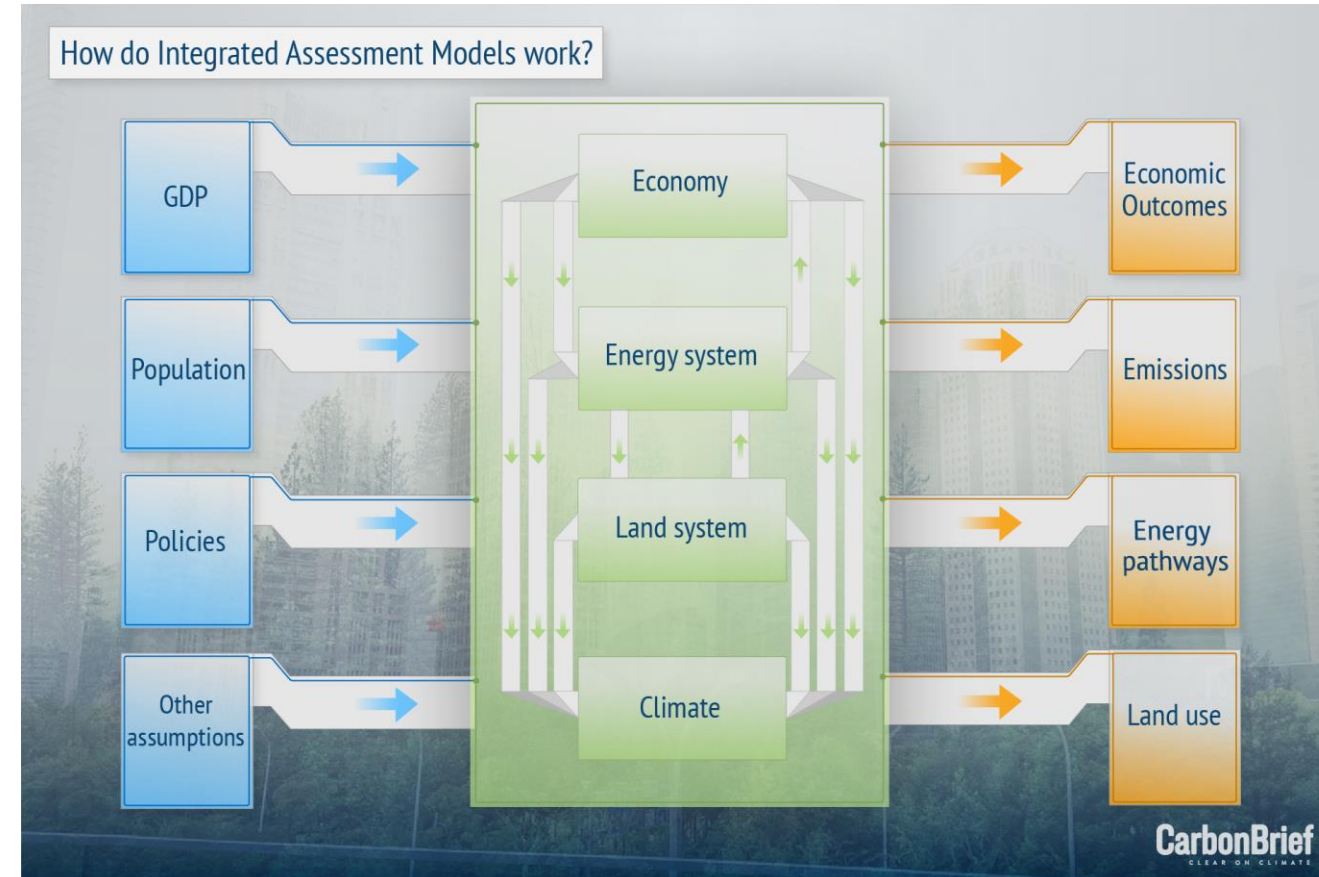 How do Integrated Assessment Models work?
GDP
Population
Policies
Other
assumptions
Economy
Energy system
Land system
Climate
Economic
Outcomes
Emissions
Energy
pathways
Land use
CarbonBrief
CLEAR ON CLIMATE